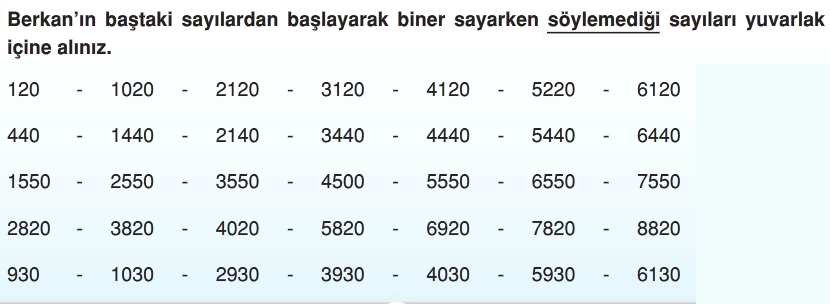 Berkan'ın baştaki sayılardan başlayarak biner sayarken söylemediği sayıları yuvarlak
içine alınız.
120 - 1020 - 2120 - 3120 - 4120 - 5220 - 6120
440 - 1440 - 2140 - 3440 - 4440 - 5440 - 6440
1550 - 2550 - 3550 - 4500 - 5550 - 6550 - 7550
2820 - 3820 - 4020 - 5820 - 6920 - 7820 - 8820
930 - 1030 - 2930 - 3930 - 4030 - 5930 - 6130